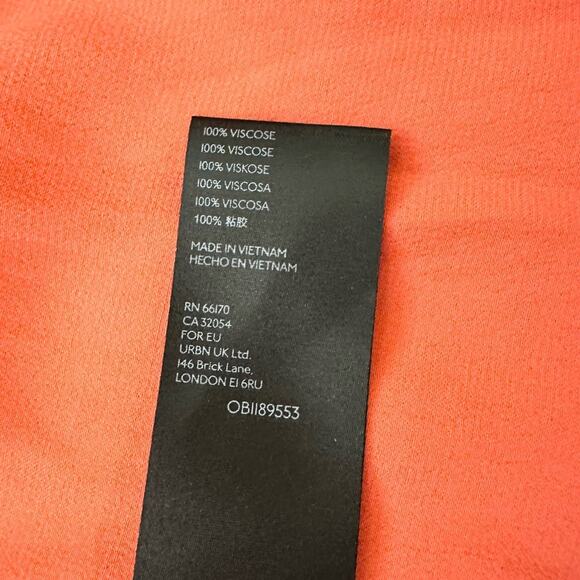 100% VISCOSE
100% VISCOSE
100% VISKOSE
100% VISCOSA
100% VISCOSA
100% 粘胶
MADE IN VIETNAM
HECHO EN VIETNAM
RN 66170
CA 32054
FOR EU
URBN UK Ltd.
146 Brick Lane,
LONDON E1 6RU
OB1189553